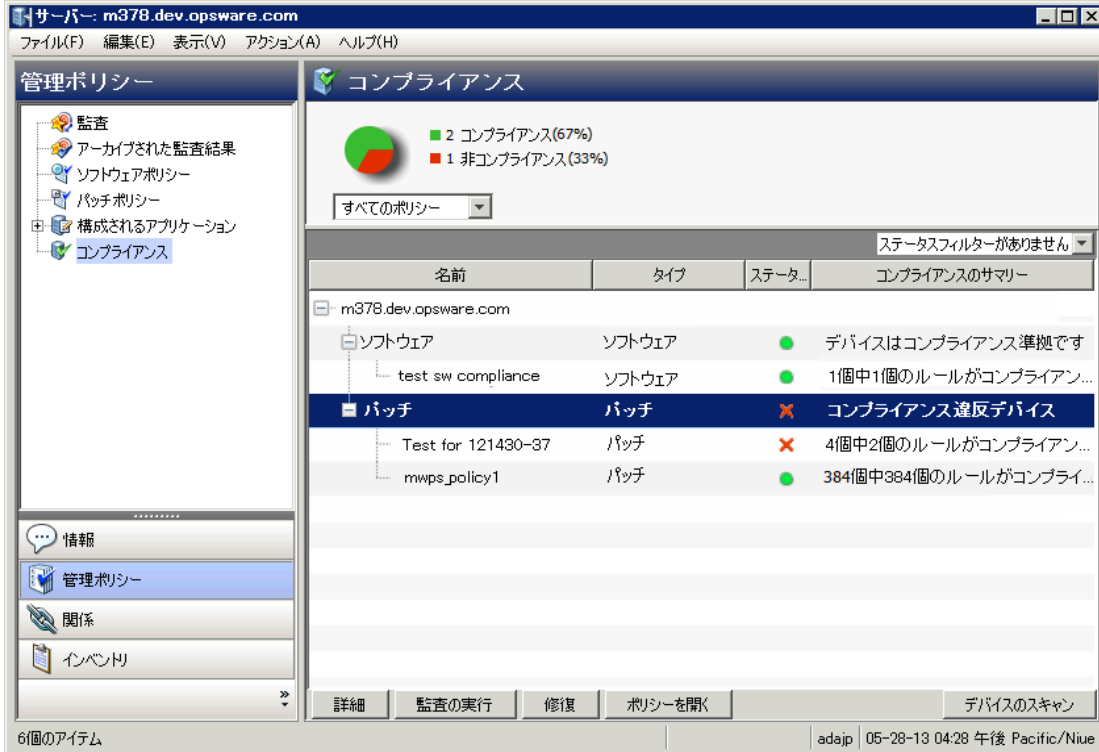 サーバー: m378.dev.opsware.com
ファイル(F) 編集(E) 表示(V) アクション(A) ヘルプ(H)
管理ポリシー
監査
アーカイブされた監査結果
ソフトウェアポリシー
パッチポリシー
構成されるアプリケーション
コンプライアンス
情報
管理ポリシー
関係
インベントリ
コンプライアンス
2 コンプライアンス(67%)
1 非コンプライアンス(33%)
すべてのポリシー
ステータスフィルターがありません
名前 タイプ ステータ... コンプライアンスのサマリー
m378.dev.opsware.com
ソフトウェア ソフトウェア デバイスはコンプライアンス準拠です
test sw compliance ソフトウェア 1個中1個のルールがコンプライアン...
パッチ パッチ コンプライアンス違反デバイス
Test for 121430-37 パッチ 4個中2個のルールがコンプライアン...
mwps_policy1 パッチ 384個中384個のルールがコンプライ...
詳細 監査の実行 修復 ポリシーを開く デバイスのスキャン
6個のアイテム adajp 05-28-13 04:28 午後 Pacific/Niue